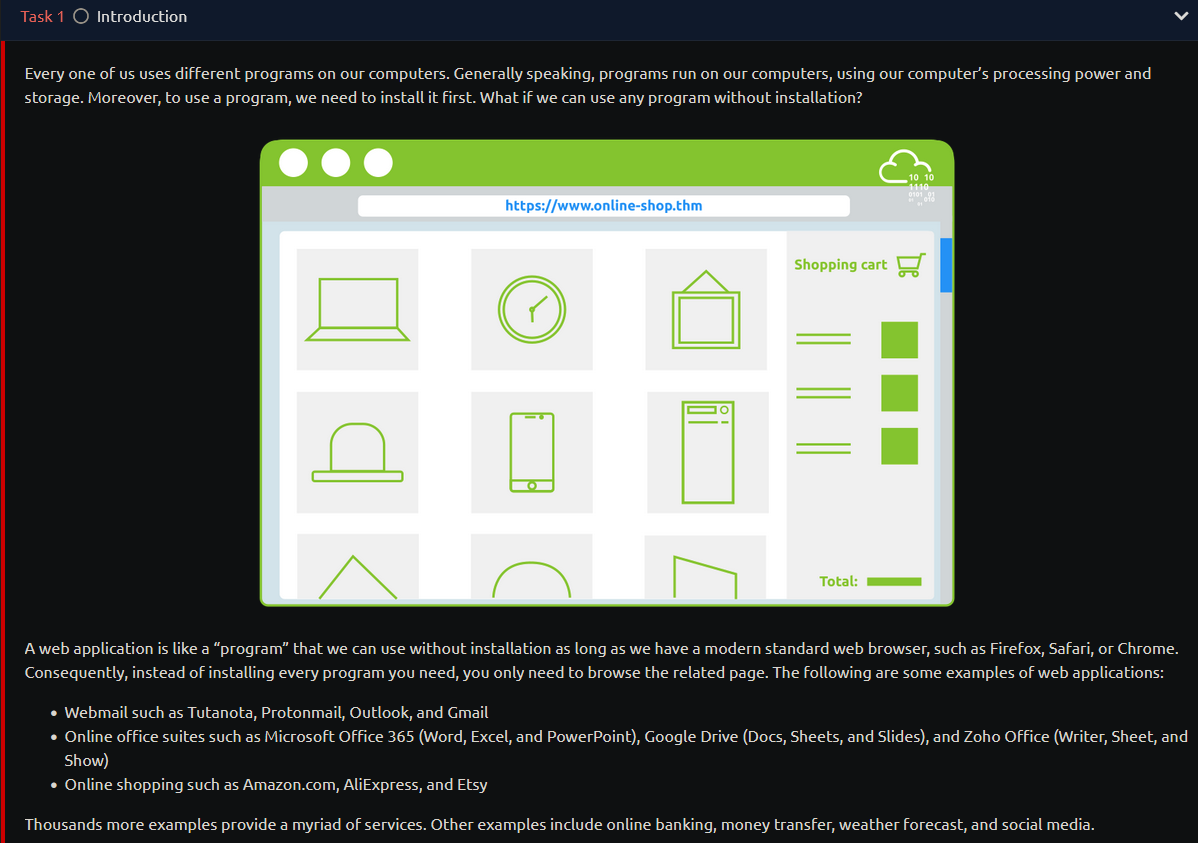 Task 1 Introduction
Every one of us uses different programs on our computers. Generally speaking, programs run on our computers, using our computer’s processing power and
storage. Moreover, to use a program, we need to install it first. What if we can use any program without installation?
10 10
1110
0101 01
https://www.online-shop.thm
Shopping cart
Total:
A web application is like a “program” that we can use without installation as long as we have a modern standard web browser, such as Firefox, Safari, or Chrome.
Consequently, instead of installing every program you need, you only need to browse the related page. The following are some examples of web applications:
• Webmail such as Tutanota, Protonmail, Outlook, and Gmail
• Online office suites such as Microsoft Office 365 (Word, Excel, and PowerPoint), Google Drive (Docs, Sheets, and Slides), and Zoho Office (Writer, Sheet, and
Show)
• Online shopping such as Amazon.com, AliExpress, and Etsy
Thousands more examples provide a myriad of services. Other examples include online banking, money transfer, weather forecast, and social media.